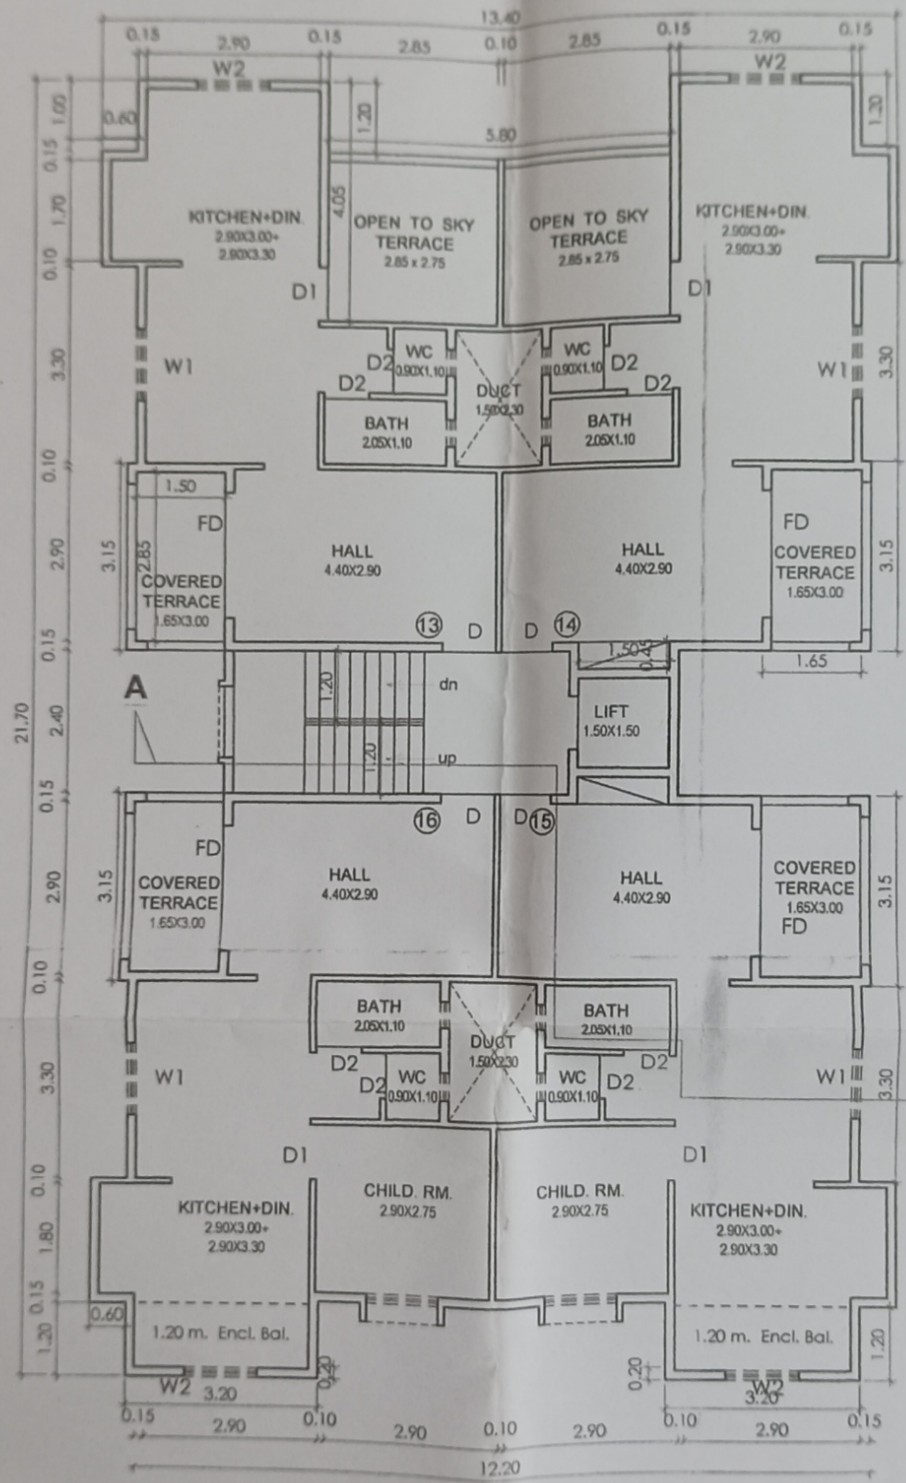 13.40
0.15 2.90 0.15 2.85 0.10 2.85 0.15 2.90 0.15
W2 W2
1.00 0.60 1.20 5.80 1.20
0.15
1.70
0.10
4.05
KITCHEN+DIN.
2.90X3.00+
2.90X3.30
OPEN TO SKY
TERRACE
2.85 x 2.75
OPEN TO SKY
TERRACE
2.85 x 2.75
KITCHEN+DIN.
2.90X3.00+
2.90X3.30
D1 D1
3.30 W1 W1 3.30
D2 WC
0.90X1.10
WC
0.90X1.10
D2
D2 D2
DUCT
1.50X2.30
BATH
2.05X1.10
BATH
2.05X1.10
0.10
1.50
FD FD
3.15 2.90 2.85 3.15
COVERED
TERRACE
1.65X3.00
HALL
4.40X2.90
HALL
4.40X2.90
COVERED
TERRACE
1.65X3.00
13 D D 14
0.15
1.50 0.45
1.65
A
1.20 dn
LIFT
1.50X1.50
21.70
2.40
1.20 up
0.15
16 D D 15
FD
COVERED
TERRACE
1.65X3.00
HALL
4.40X2.90
HALL
4.40X2.90
COVERED
TERRACE
1.65X3.00
FD
3.15 2.90 3.15
0.10
BATH
2.05X1.10
BATH
2.05X1.10
DUCT
1.50X2.30
D2 D2
D2 WC
0.90X1.10
WC
0.90X1.10
D2
3.30 W1 W1 3.30
D1 D1
0.10
KITCHEN+DIN.
2.90X3.00+
2.90X3.30
CHILD. RM.
2.90X2.75
CHILD. RM.
2.90X2.75
KITCHEN+DIN.
2.90X3.00+
2.90X3.30
1.80
0.15
0.60
1.20 1.20 m. Encl. Bal. 1.20 m. Encl. Bal. 1.20
0.20 0.20
W2 W2
3.20 3.20
0.15 2.90 0.10 2.90 0.10 2.90 0.10 2.90 0.15
12.20